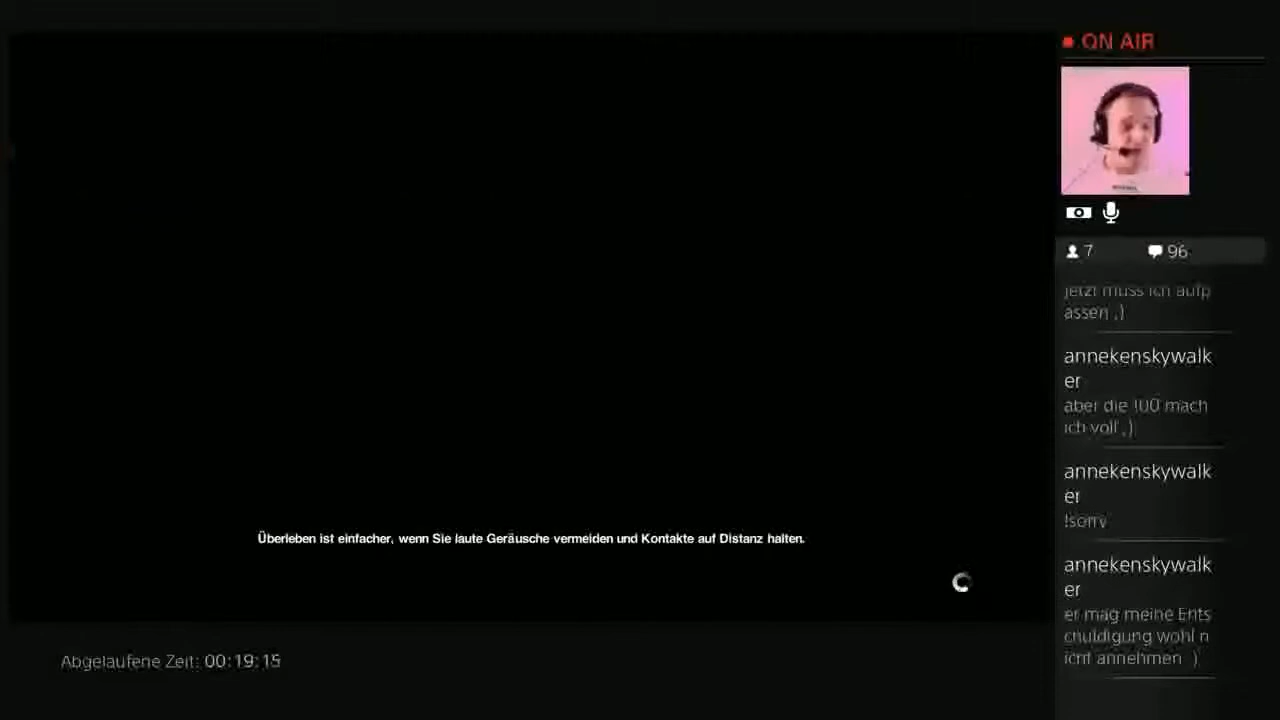 ON AIR
7 96
jetzt muss ich aufp
assen ;)
annekenskywalk
er
aber die 100 mach
ich voll ;)
annekenskywalk
er
!sorry
annekenskywalk
er
er mag meine Ents
chuldigung wohl n
icht annehmen :)
Überleben ist einfacher, wenn Sie laute Geräusche vermeiden und Kontakte auf Distanz halten.
Abgelaufene Zeit: 00:19:15